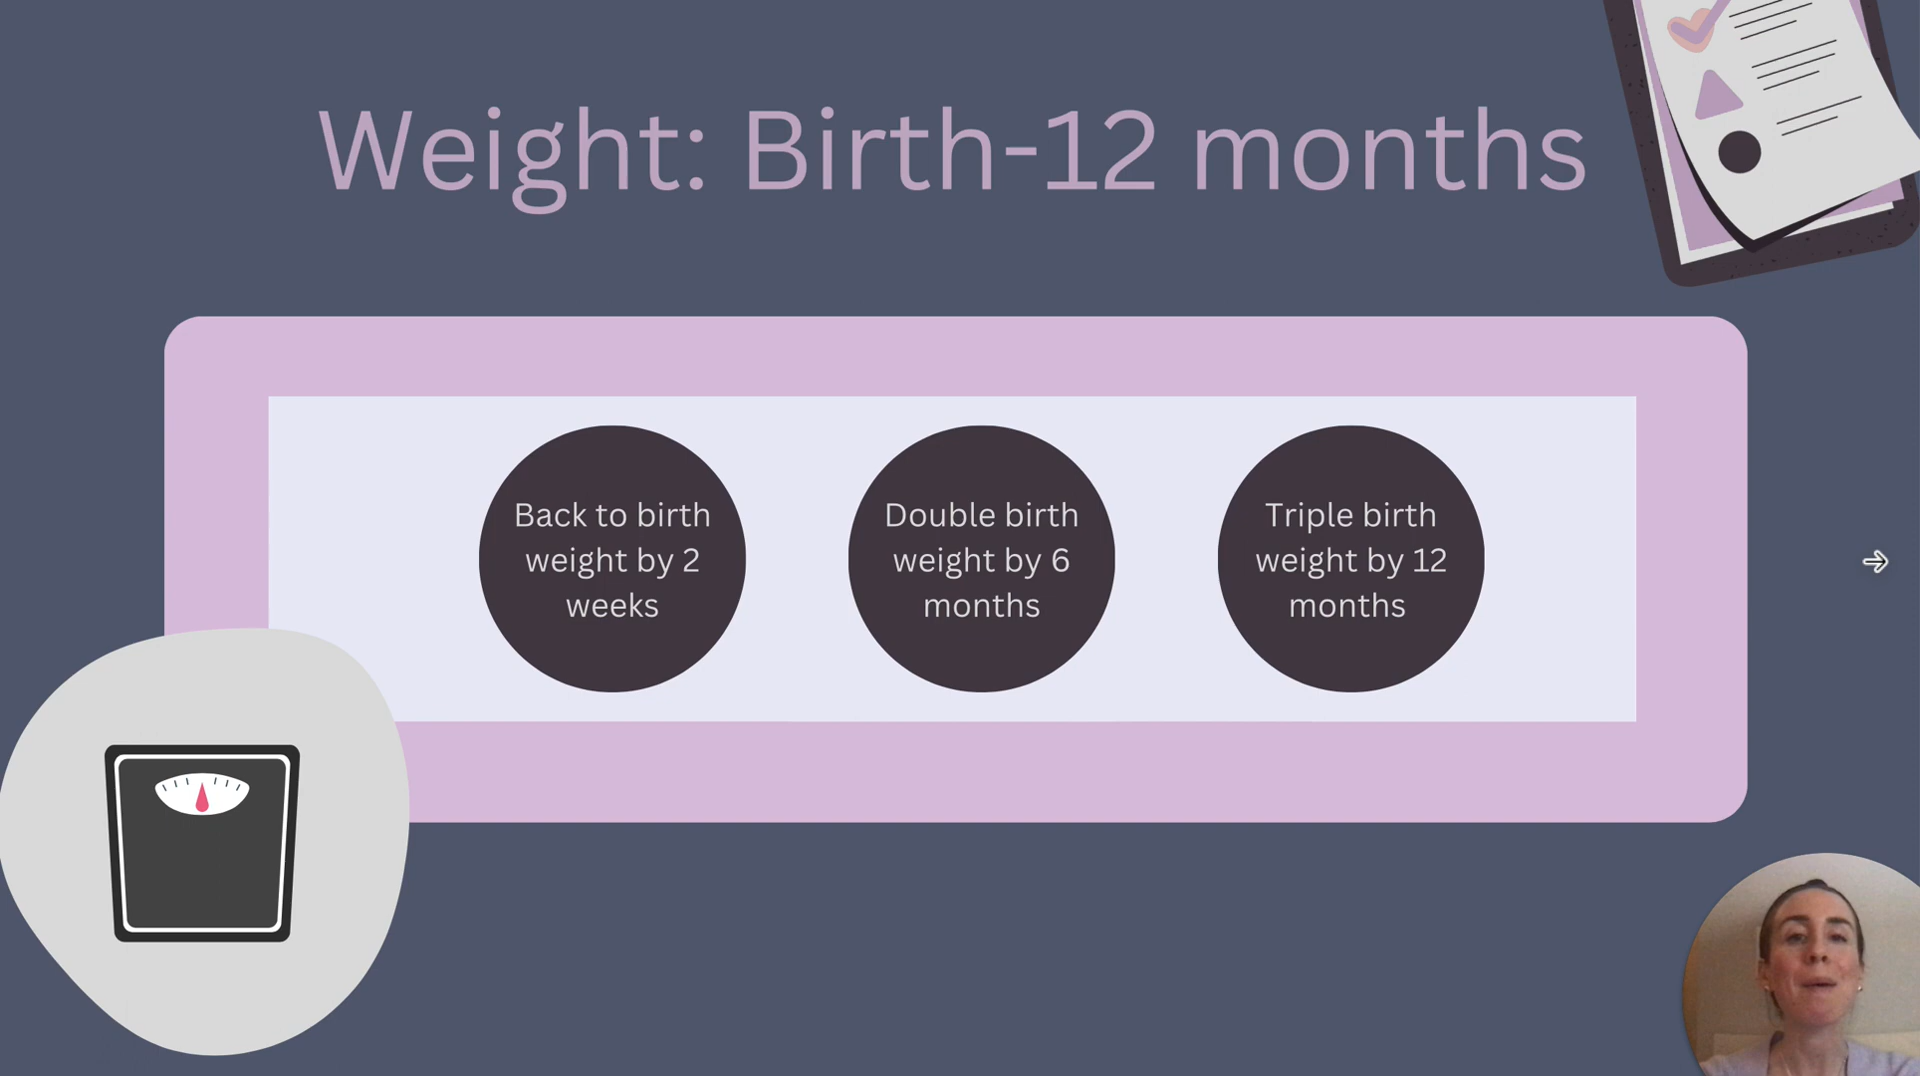 Weight: Birth-12 months
Back to birth
weight by 2
weeks
Double birth
weight by 6
months
Triple birth
weight by 12
months